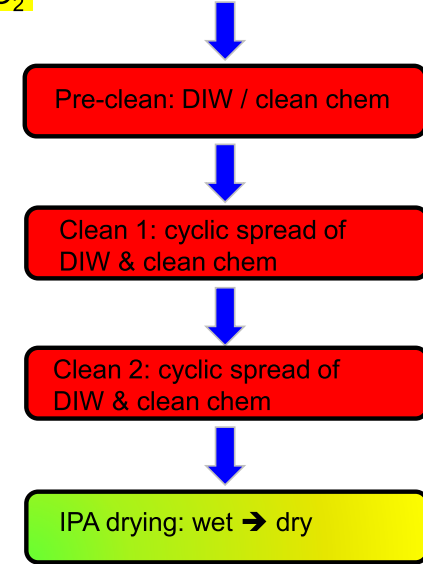 Pre-clean: DIW / clean chem
Clean 1: cyclic spread of
DIW & clean chem
Clean 2: cyclic spread of
DIW & clean chem
IPA drying: wet ➔ dry